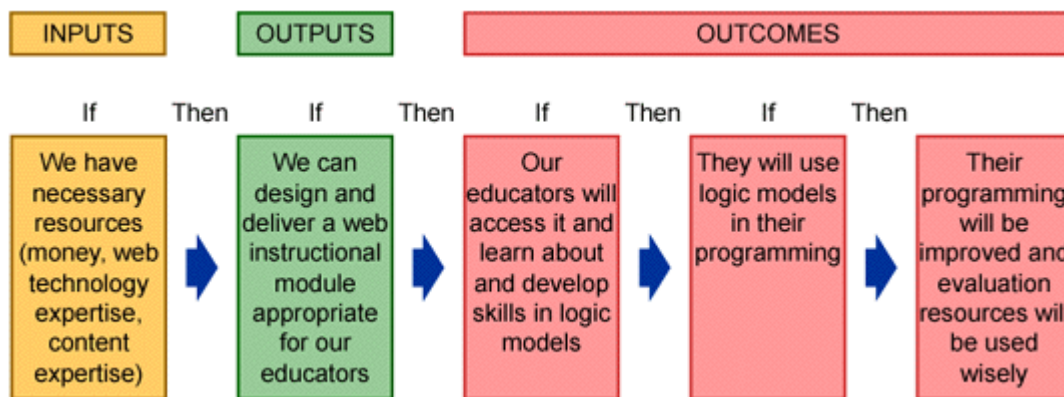 INPUTS
OUTPUTS
OUTCOMES
If Then If Then If Then If Then
We have
necessary
resources
(money, web
technology
expertise,
content
expertise)
We can
design and
deliver a web
instructional
module
appropriate
for our
educators
Our
educators will
access it and
learn about
and develop
skills in logic
models
They will use
logic models
in their
programming
Their
programming
will be
improved and
evaluation
resources will
be used
wisely